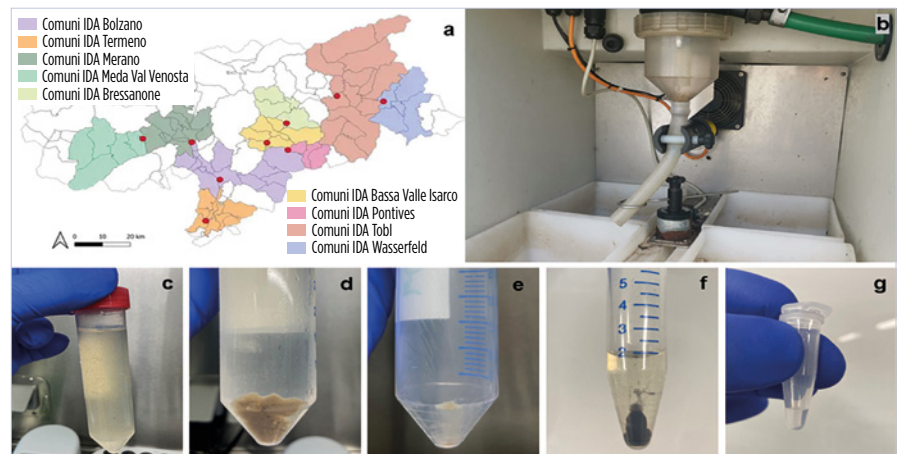 Comuni IDA Bolzano
Comuni IDA Termeno
Comuni IDA Merano
Comuni IDA Meda Val Venosta
Comuni IDA Bressanone
a
Comuni IDA Bassa Valle Isarco
Comuni IDA Pontives
Comuni IDA Tobl
Comuni IDA Wasserfeld
0 10 20 km
b
c
d
e
f
5
4
3
2
g